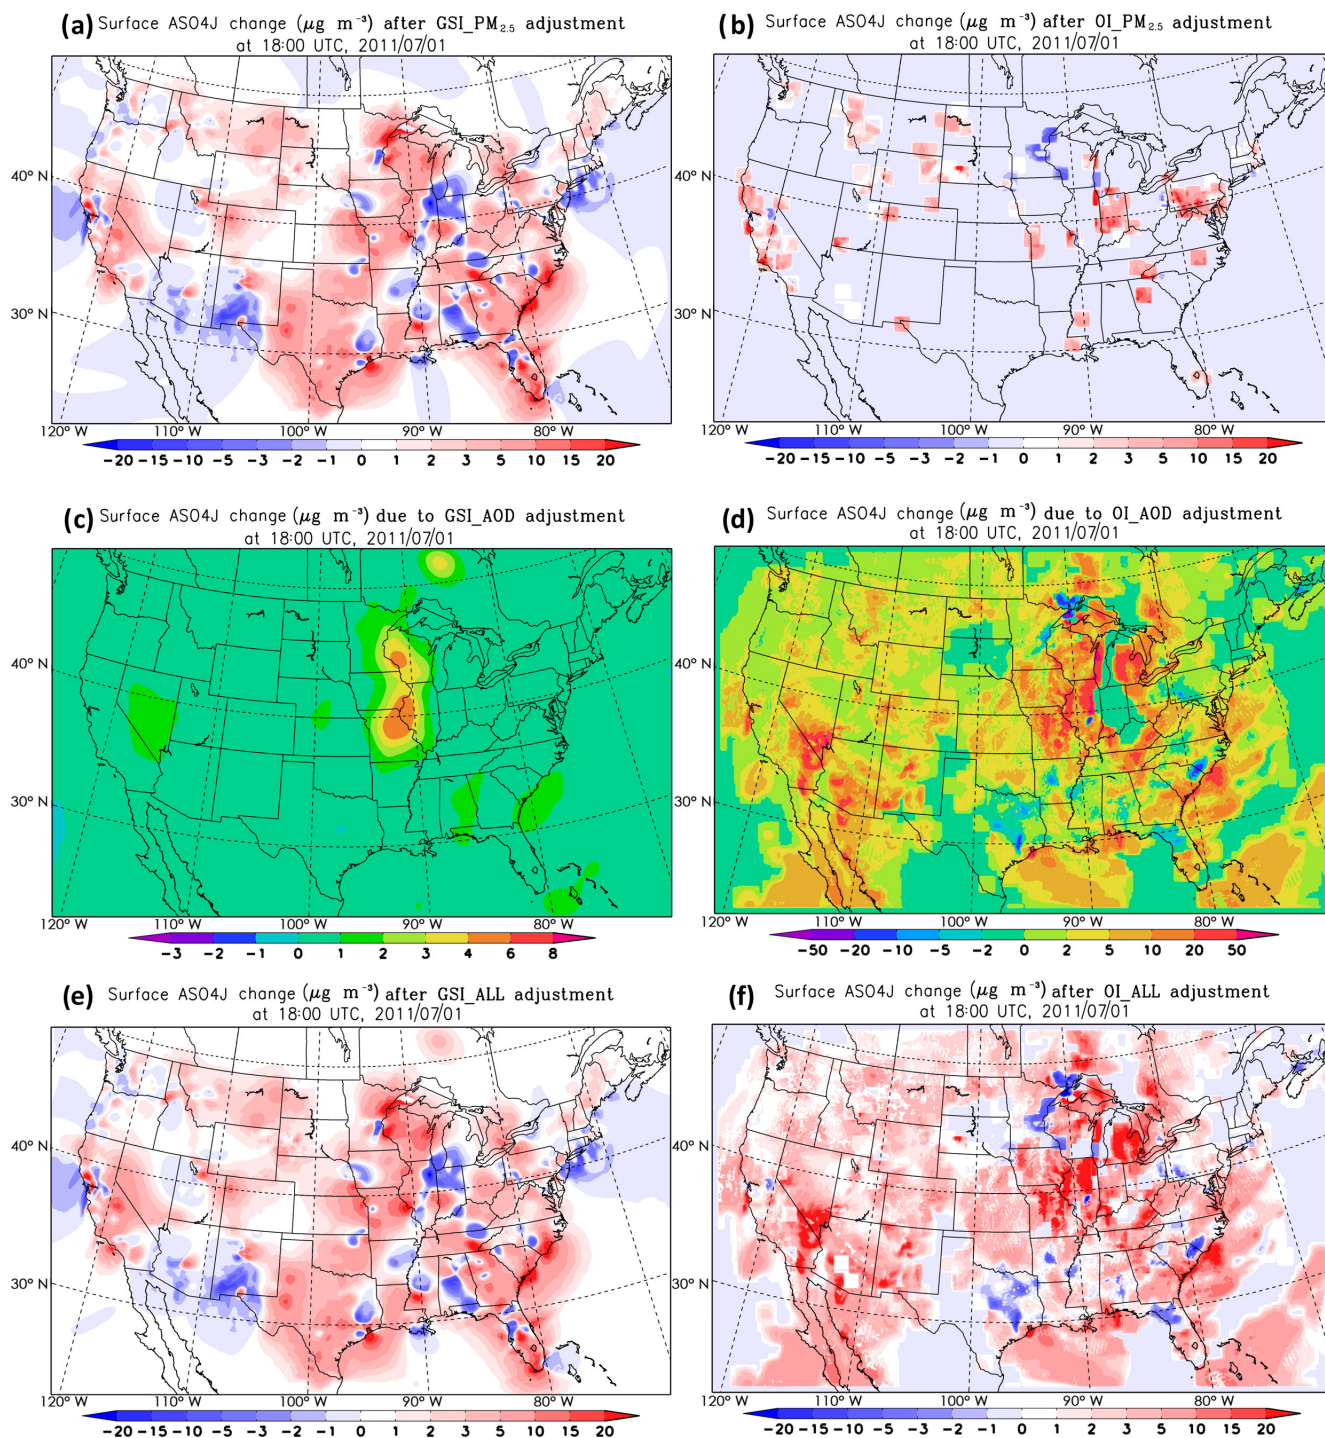 (a) Surface ASO4J change (μg m⁻³) after GSI_PM₂.₅ adjustment
at 18:00 UTC, 2011/07/01
40° N
30° N
120° W 110° W 100° W 90° W 80° W
-20 -15 -10 -5 -3 -2 -1 0 1 2 3 5 10 15 20
(b) Surface ASO4J change (μg m⁻³) after OI_PM₂.₅ adjustment
at 18:00 UTC, 2011/07/01
40° N
30° N
120° W 110° W 100° W 90° W 80° W
-20 -15 -10 -5 -3 -2 -1 0 1 2 3 5 10 15 20
(c) Surface ASO4J change (μg m⁻³) due to GSI_AOD adjustment
at 18:00 UTC, 2011/07/01
40° N
30° N
120° W 110° W 100° W 90° W 80° W
-3 -2 -1 0 1 2 3 4 6 8
(d) Surface ASO4J change (μg m⁻³) due to OI_AOD adjustment
at 18:00 UTC, 2011/07/01
40° N
30° N
120° W 110° W 100° W 90° W 80° W
-50 -20 -10 -5 -2 0 2 5 10 20 50
(e) Surface ASO4J change (μg m⁻³) after GSI_ALL adjustment
at 18:00 UTC, 2011/07/01
40° N
30° N
120° W 110° W 100° W 90° W 80° W
-20 -15 -10 -5 -3 -2 -1 0 1 2 3 5 10 15 20
(f) Surface ASO4J change (μg m⁻³) after OI_ALL adjustment
at 18:00 UTC, 2011/07/01
40° N
30° N
120° W 110° W 100° W 90° W 80° W
-20 -15 -10 -5 -3 -2 -1 0 1 2 3 5 10 15 20